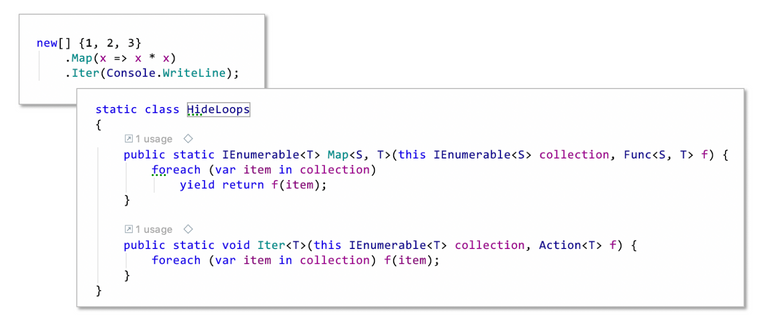 new[] {1, 2, 3}
.Map(x => x * x)
.Iter(Console.WriteLine);
static class HideLoops
{
1 usage
public static IEnumerable<T> Map<S, T>(this IEnumerable<S> collection, Func<S, T> f) {
foreach (var item in collection)
yield return f(item);
}
1 usage
public static void Iter<T>(this IEnumerable<T> collection, Action<T> f) {
foreach (var item in collection) f(item);
}
}